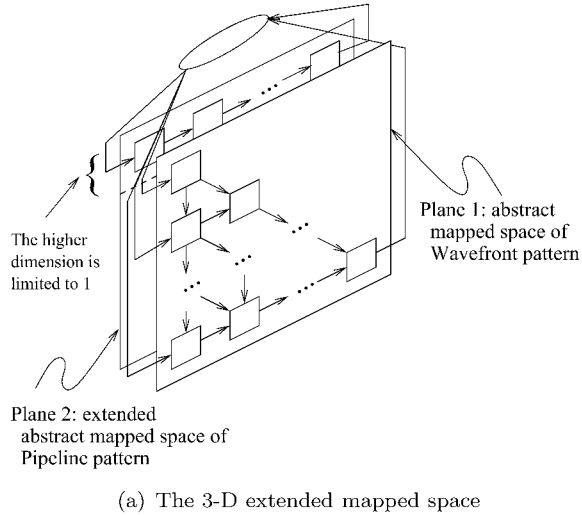 The higher
dimension is
limited to 1
Plane 1: abstract
mapped space of
Wavefront pattern
Plane 2: extended
abstract mapped space of
Pipeline pattern
(a) The 3-D extended mapped space